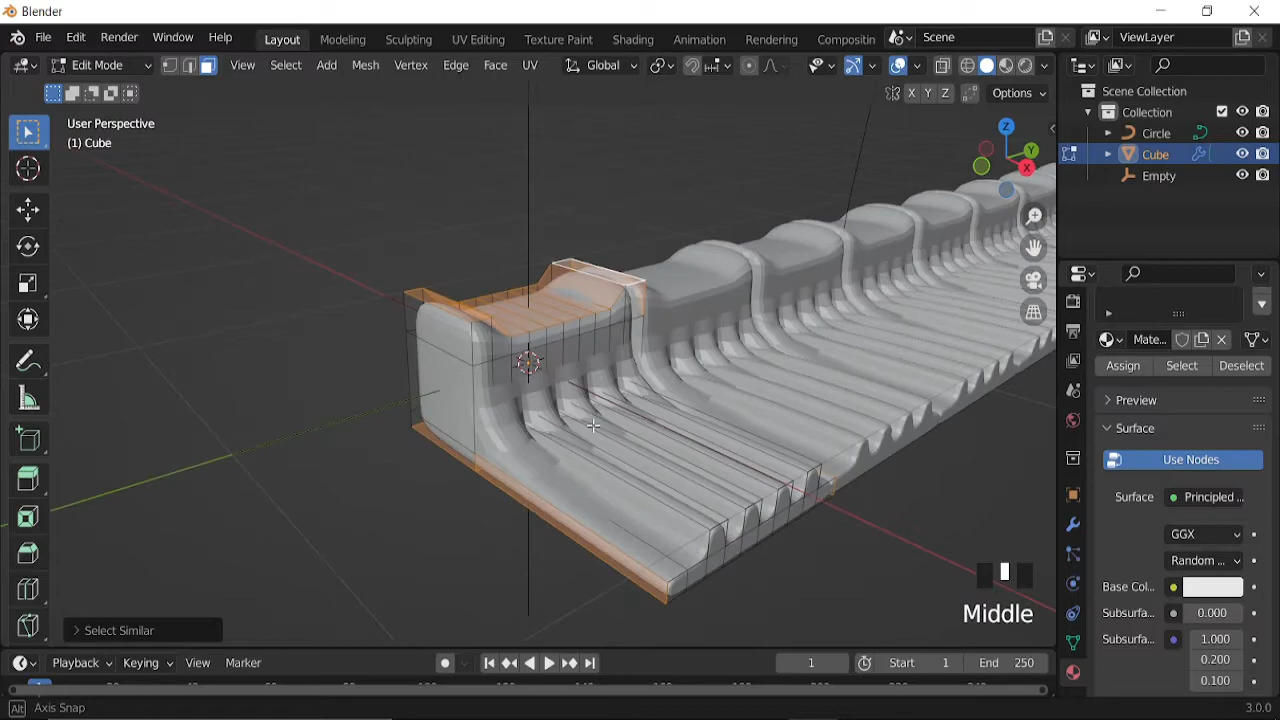 Blender
File Edit Render Window Help Layout Modeling Sculpting UV Editing Texture Paint Shading Animation Rendering Compositin Scene ViewLayer
Edit Mode View Select Add Mesh Vertex Edge Face UV Global
X Y Z Options
User Perspective
(1) Cube
Scene Collection
Collection
Circle
Cube
Empty
Z
Y
X
Mate...
Assign Select Deselect
Preview
Surface
Use Nodes
Surface Principled ...
GGX
Random ...
Base Col...
Subsurfa... 0.000
Subsurfa... 1.000
0.200
0.100
Middle
Select Similar
Playback Keying View Marker 1 Start 1 End 250
Alt Axis Snap 3.0.0